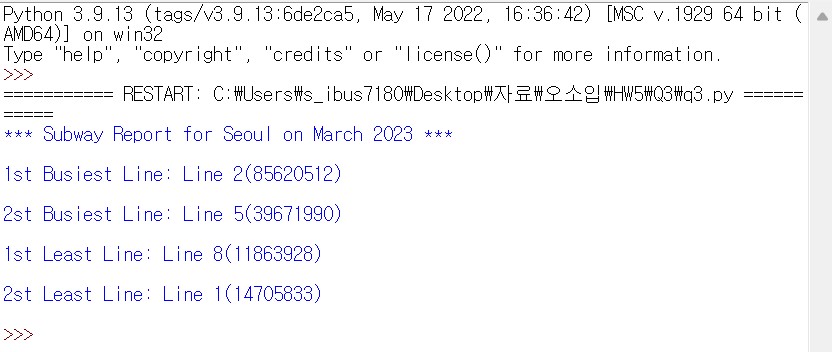 Python 3.9.13 (tags/v3.9.13:6de2ca5, May 17 2022, 16:36:42) [MSC v.1929 64 bit (
AMD64)] on win32
Type "help", "copyright", "credits" or "license()" for more information.
>>>
=========== RESTART: C:₩Users₩s_ibus7180₩Desktop₩자료₩오소입₩HW5₩Q3₩q3.py ======
=====
*** Subway Report for Seoul on March 2023 ***
1st Busiest Line: Line 2(85620512)
2st Busiest Line: Line 5(39671990)
1st Least Line: Line 8(11863928)
2st Least Line: Line 1(14705833)
>>>